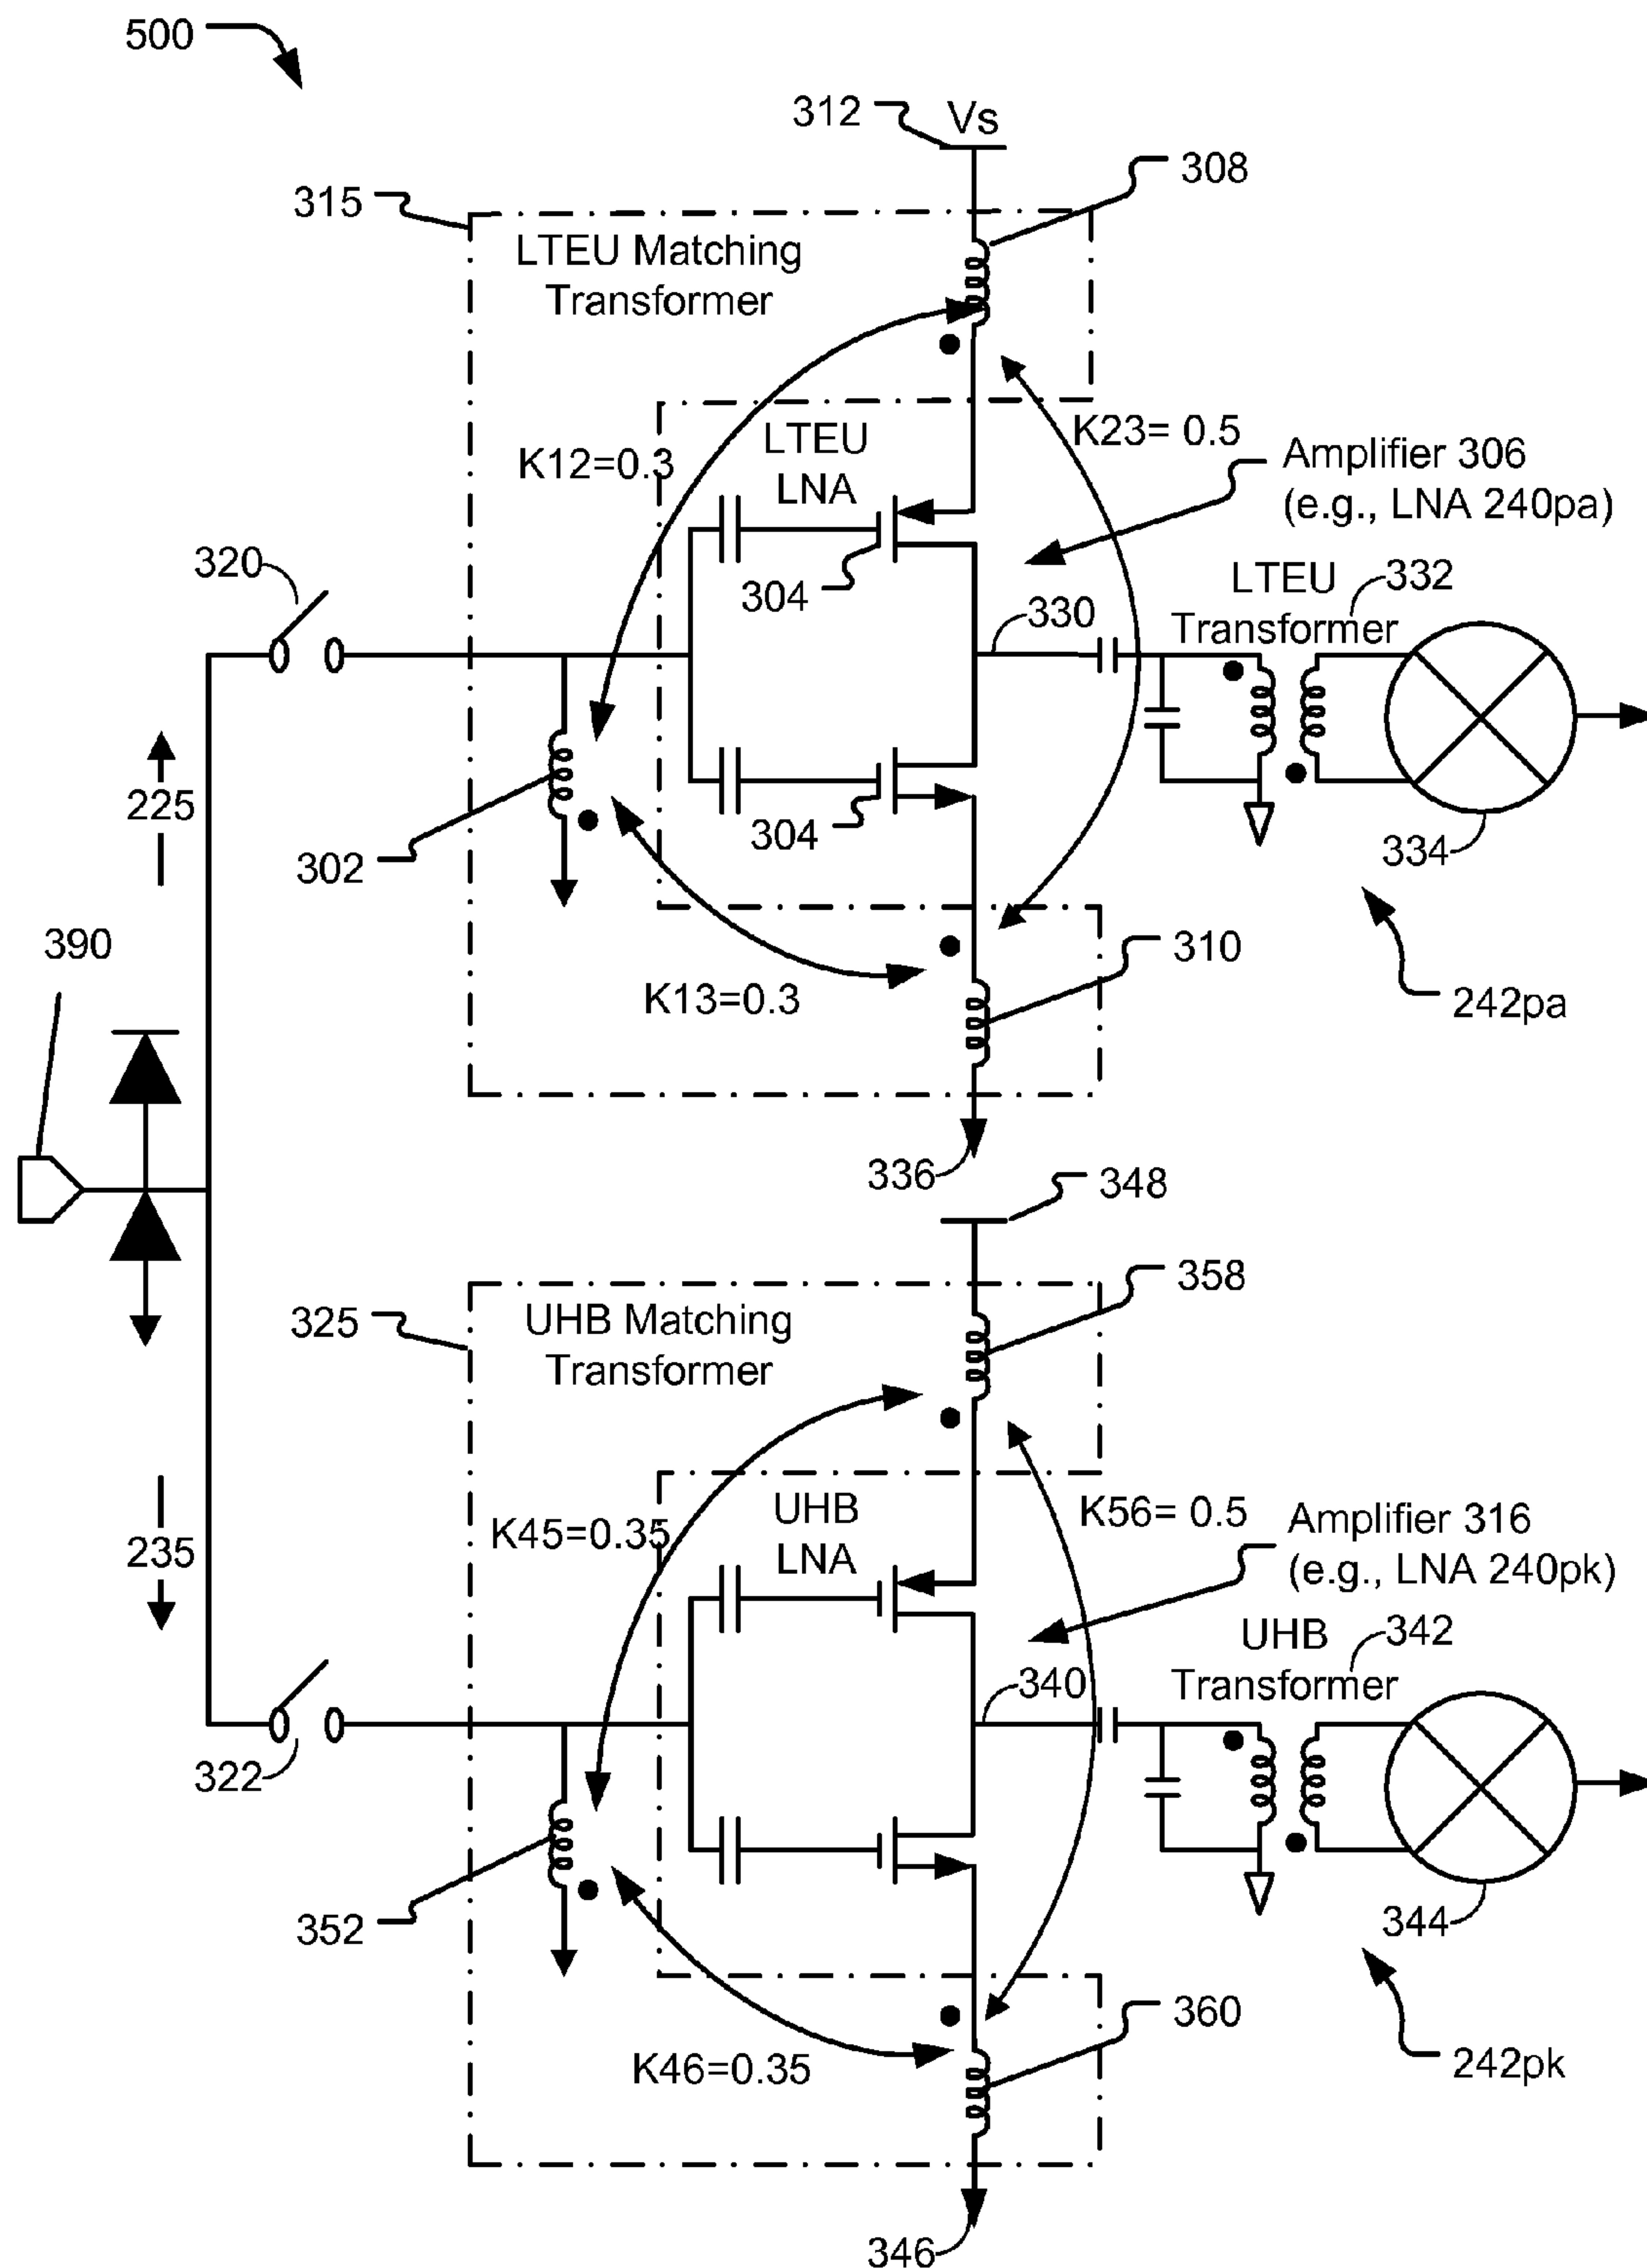 500
312
Vs
308
315
LTEU Matching
Transformer
K12=0.3
LTEU
LNA
K23= 0.5
Amplifier 306
(e.g., LNA 240pa)
320
304
330
LTEU
Transformer
332
225
302
304
334
390
K13=0.3
310
242pa
336
348
358
325
UHB Matching
Transformer
K45=0.35
UHB
LNA
K56= 0.5
Amplifier 316
(e.g., LNA 240pk)
235
340
UHB
Transformer
342
322
352
344
K46=0.35
360
242pk
346